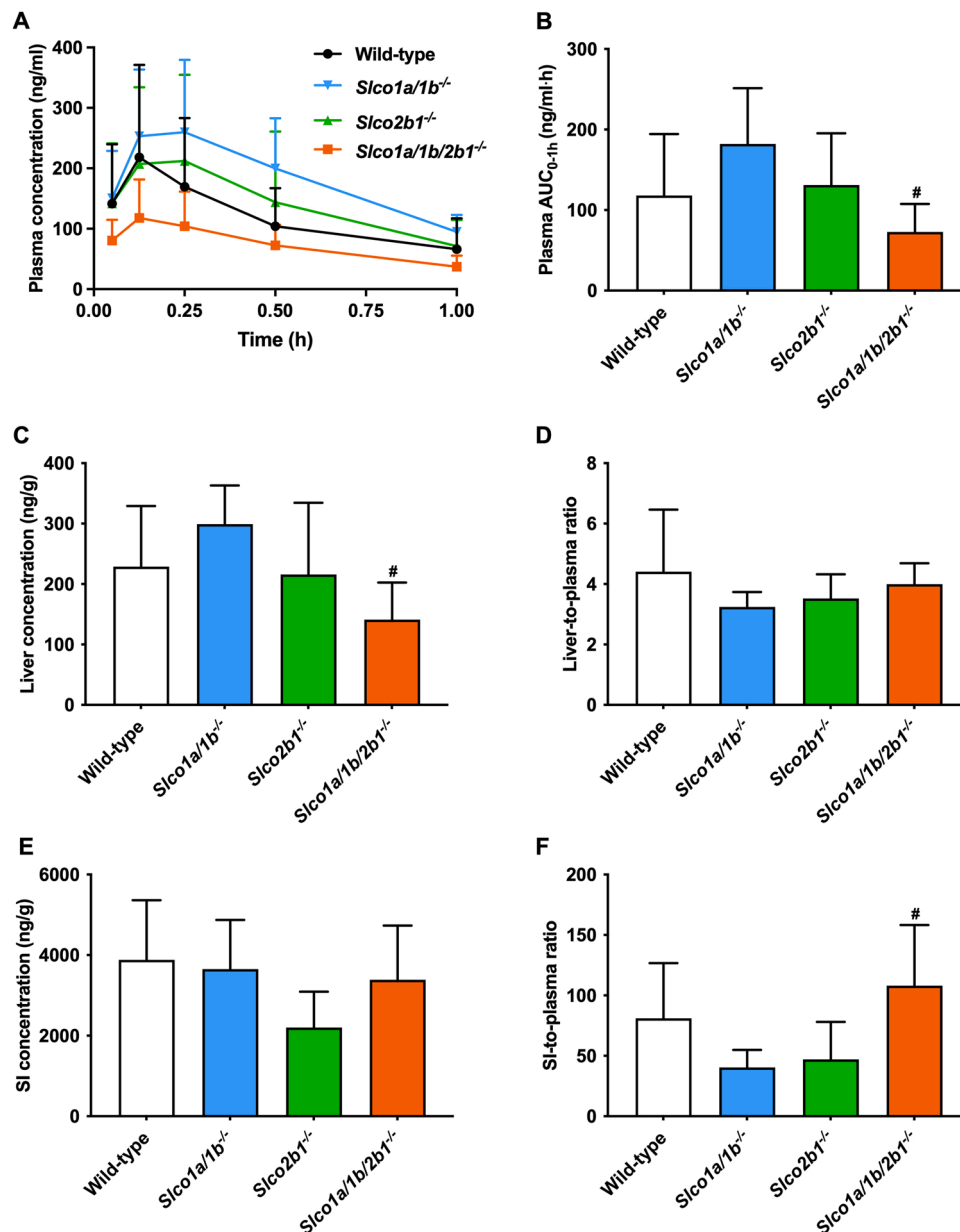 A
Plasma concentration (ng/ml)
400
300
200
100
0
0.00
0.25
0.50
0.75
1.00
Time (h)
Wild-type
Slco1a/1b-/-
Slco2b1-/-
Slco1a/1b/2b1-/-
B
Plasma AUC0-1h (ng/ml·h)
300
200
100
0
#
Wild-type
Slco1a/1b-/-
Slco2b1-/-
Slco1a/1b/2b1-/-
C
Liver concentration (ng/g)
400
300
200
100
0
#
Wild-type
Slco1a/1b-/-
Slco2b1-/-
Slco1a/1b/2b1-/-
D
Liver-to-plasma ratio
8
6
4
2
0
Wild-type
Slco1a/1b-/-
Slco2b1-/-
Slco1a/1b/2b1-/-
E
SI concentration (ng/g)
6000
4000
2000
0
Wild-type
Slco1a/1b-/-
Slco2b1-/-
Slco1a/1b/2b1-/-
F
SI-to-plasma ratio
200
150
100
50
0
#
Wild-type
Slco1a/1b-/-
Slco2b1-/-
Slco1a/1b/2b1-/-